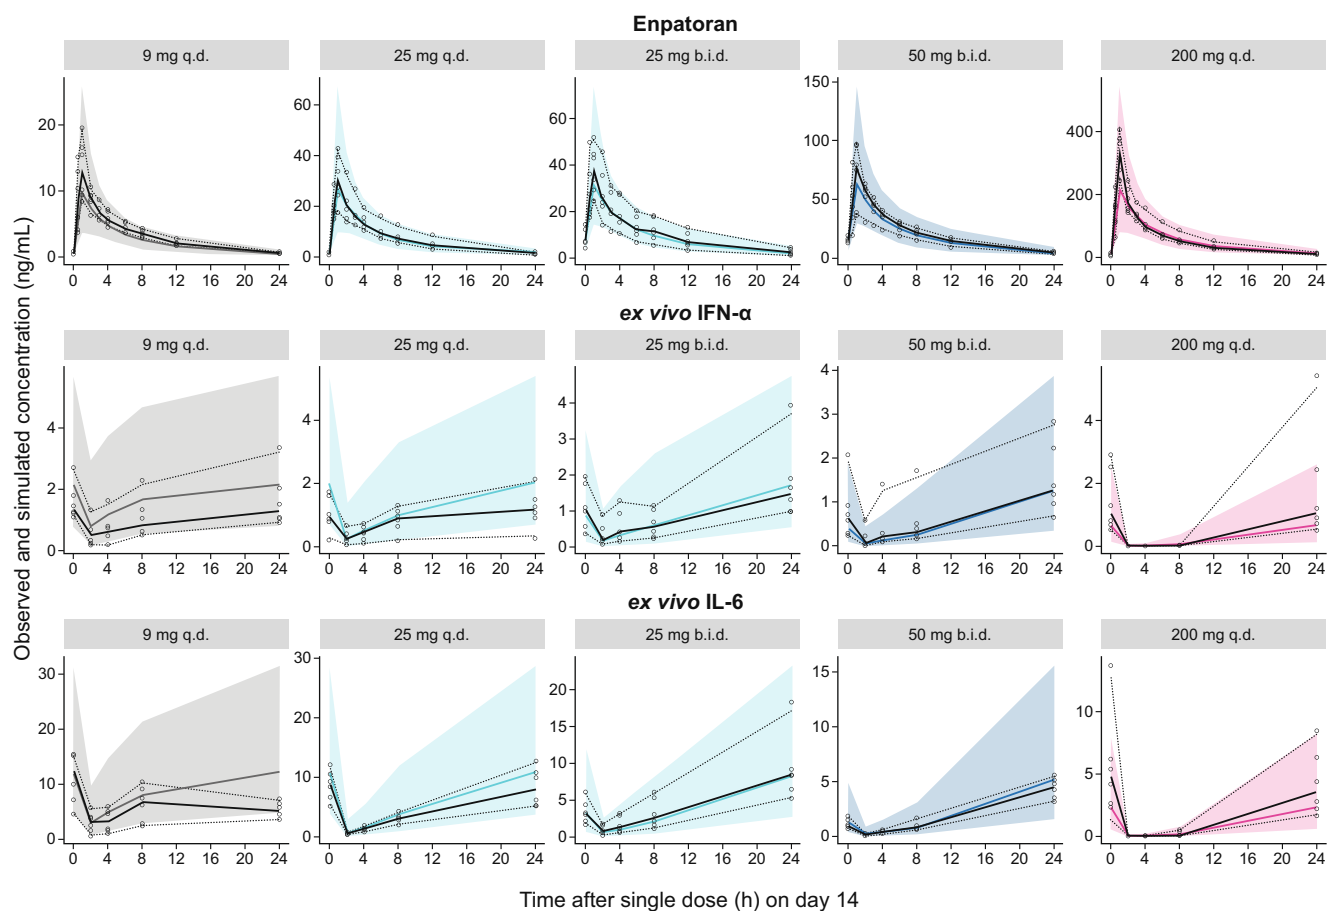 Enpatoran
9 mg q.d. 25 mg q.d. 25 mg b.i.d. 50 mg b.i.d. 200 mg q.d.
0 10 20
0 20 40 60
0 20 40 60
0 50 100 150
0 200 400
0 4 8 12 16 20 24 0 4 8 12 16 20 24 0 4 8 12 16 20 24 0 4 8 12 16 20 24 0 4 8 12 16 20 24
ex vivo IFN-α
9 mg q.d. 25 mg q.d. 25 mg b.i.d. 50 mg b.i.d. 200 mg q.d.
0 2 4
0 2 4
0 1 2 3 4 5
0 1 2 3 4
0 2 4
0 4 8 12 16 20 24 0 4 8 12 16 20 24 0 4 8 12 16 20 24 0 4 8 12 16 20 24 0 4 8 12 16 20 24
ex vivo IL-6
9 mg q.d. 25 mg q.d. 25 mg b.i.d. 50 mg b.i.d. 200 mg q.d.
0 10 20 30
0 10 20 30
0 10 20
0 5 10 15
0 5 10
0 4 8 12 16 20 24 0 4 8 12 16 20 24 0 4 8 12 16 20 24 0 4 8 12 16 20 24 0 4 8 12 16 20 24
Observed and simulated concentration (ng/mL)
Time after single dose (h) on day 14